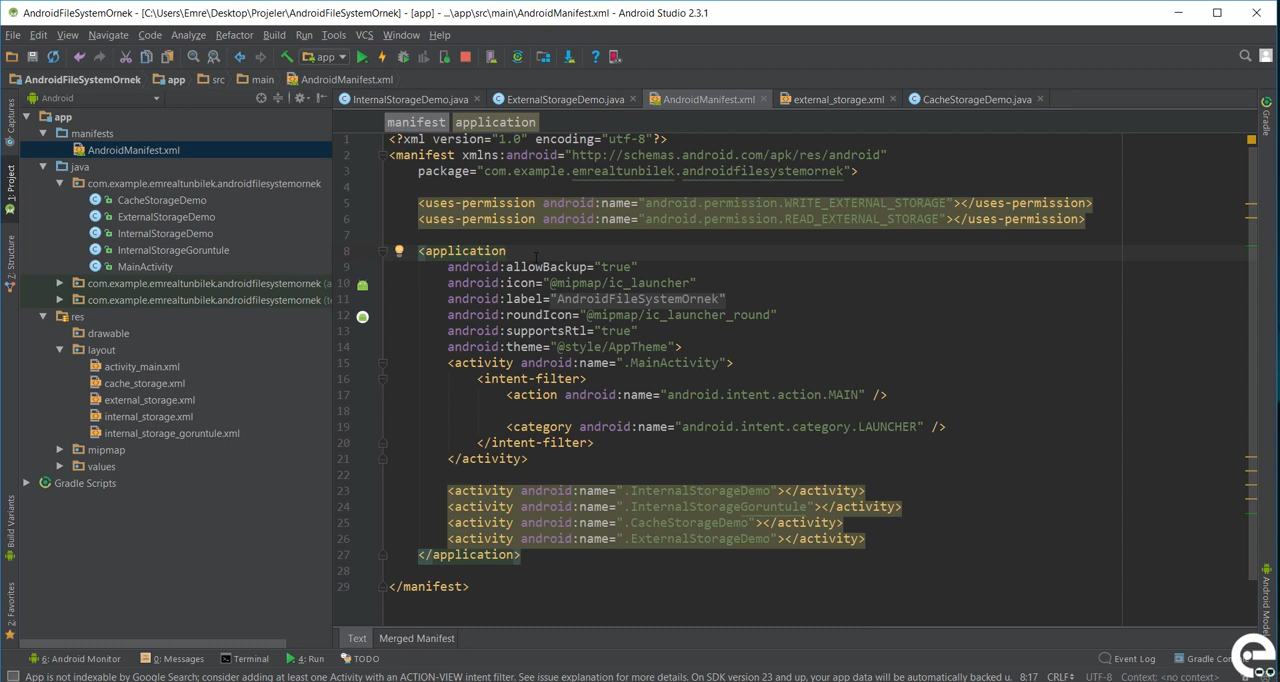 AndroidFileSystemOrnek - [C:\Users\Emre\Desktop\Projeler\AndroidFileSystemOrnek] - [app] - ...\app\src\main\AndroidManifest.xml - Android Studio 2.3.1
File Edit View Navigate Code Analyze Refactor Build Run Tools VCS Window Help
app
AndroidFileSystemOrnek app src main AndroidManifest.xml
Android
InternalStorageDemo.java ExternalStorageDemo.java AndroidManifest.xml external_storage.xml CacheStorageDemo.java
Captures
1: Project
7: Structure
Build Variants
2: Favorites
app
manifests
AndroidManifest.xml
java
com.example.emrealtunbilek.androidfilesystemornek
CacheStorageDemo
ExternalStorageDemo
InternalStorageDemo
InternalStorageGoruntule
MainActivity
com.example.emrealtunbilek.androidfilesystemornek (a
com.example.emrealtunbilek.androidfilesystemornek (t
res
drawable
layout
activity_main.xml
cache_storage.xml
external_storage.xml
internal_storage.xml
internal_storage_goruntule.xml
mipmap
values
Gradle Scripts
manifest application
1 <?xml version="1.0" encoding="utf-8"?>
2 <manifest xmlns:android="http://schemas.android.com/apk/res/android"
3 package="com.example.emrealtunbilek.androidfilesystemornek">
4
5 <uses-permission android:name="android.permission.WRITE_EXTERNAL_STORAGE"></uses-permission>
6 <uses-permission android:name="android.permission.READ_EXTERNAL_STORAGE"></uses-permission>
7
8 <application
9 android:allowBackup="true"
10 android:icon="@mipmap/ic_launcher"
11 android:label="AndroidFileSystemOrnek"
12 android:roundIcon="@mipmap/ic_launcher_round"
13 android:supportsRtl="true"
14 android:theme="@style/AppTheme">
15 <activity android:name=".MainActivity">
16 <intent-filter>
17 <action android:name="android.intent.action.MAIN" />
18
19 <category android:name="android.intent.category.LAUNCHER" />
20 </intent-filter>
21 </activity>
22
23 <activity android:name=".InternalStorageDemo"></activity>
24 <activity android:name=".InternalStorageGoruntule"></activity>
25 <activity android:name=".CacheStorageDemo"></activity>
26 <activity android:name=".ExternalStorageDemo"></activity>
27 </application>
28
29 </manifest>
Gradle
Android Model
Text Merged Manifest
6: Android Monitor 0: Messages Terminal 4: Run TODO Event Log Gradle Con
App is not indexable by Google Search; consider adding at least one Activity with an ACTION-VIEW intent filter. See issue explanation for more details. On SDK version 23 and up, your app data will be automatically backed u. 8:17 CRLF UTF-8 Context: <no context>